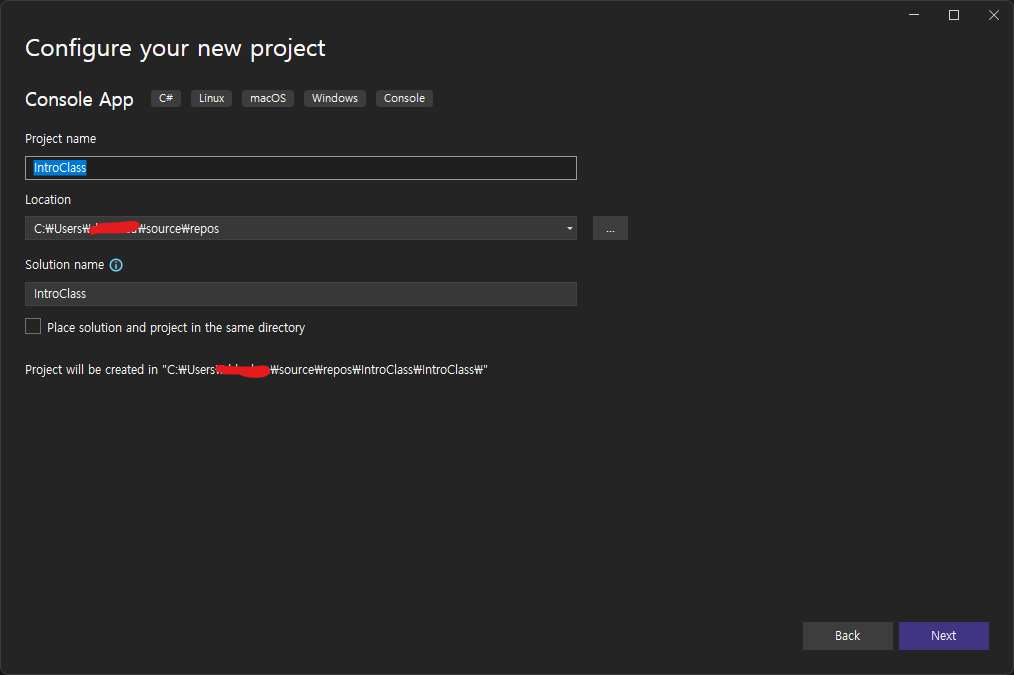 Configure your new project
Console App C# Linux macOS Windows Console
Project name
IntroClass
Location
C:₩Users₩ ₩source₩repos
...
Solution name
IntroClass
Place solution and project in the same directory
Project will be created in "C:₩Users₩ ₩source₩repos₩IntroClass₩IntroClass₩"
Back Next